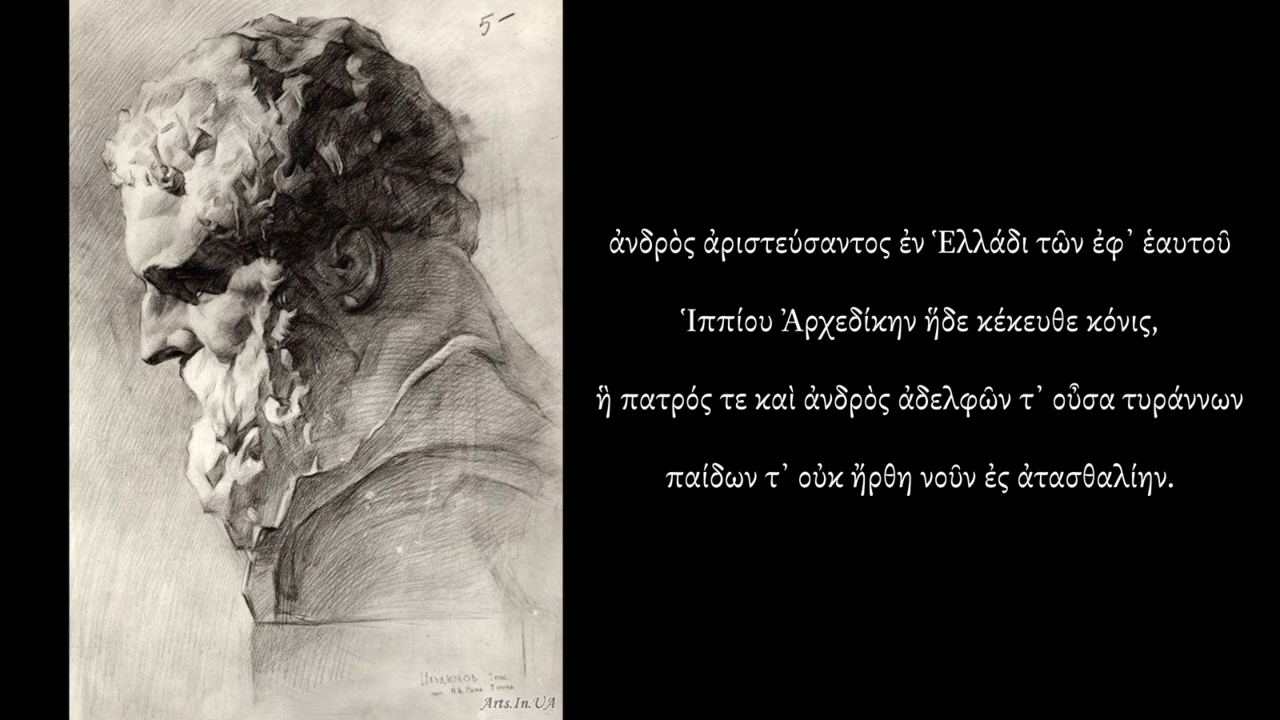 5-
ἀνδρὸς ἀριστεύσαντος ἐν Ἑλλάδι τῶν ἐφ’ ἑαυτοῦ
Ἱππίου Ἀρχεδίκην ἥδε κέκευθε κόνις,
ἣ πατρός τε καὶ ἀνδρὸς ἀδελφῶν τ’ οὖσα τυράννων
παίδων τ’ οὐκ ἤρθη νοῦν ἐς ἀτασθαλίην.
Arts.In.UA